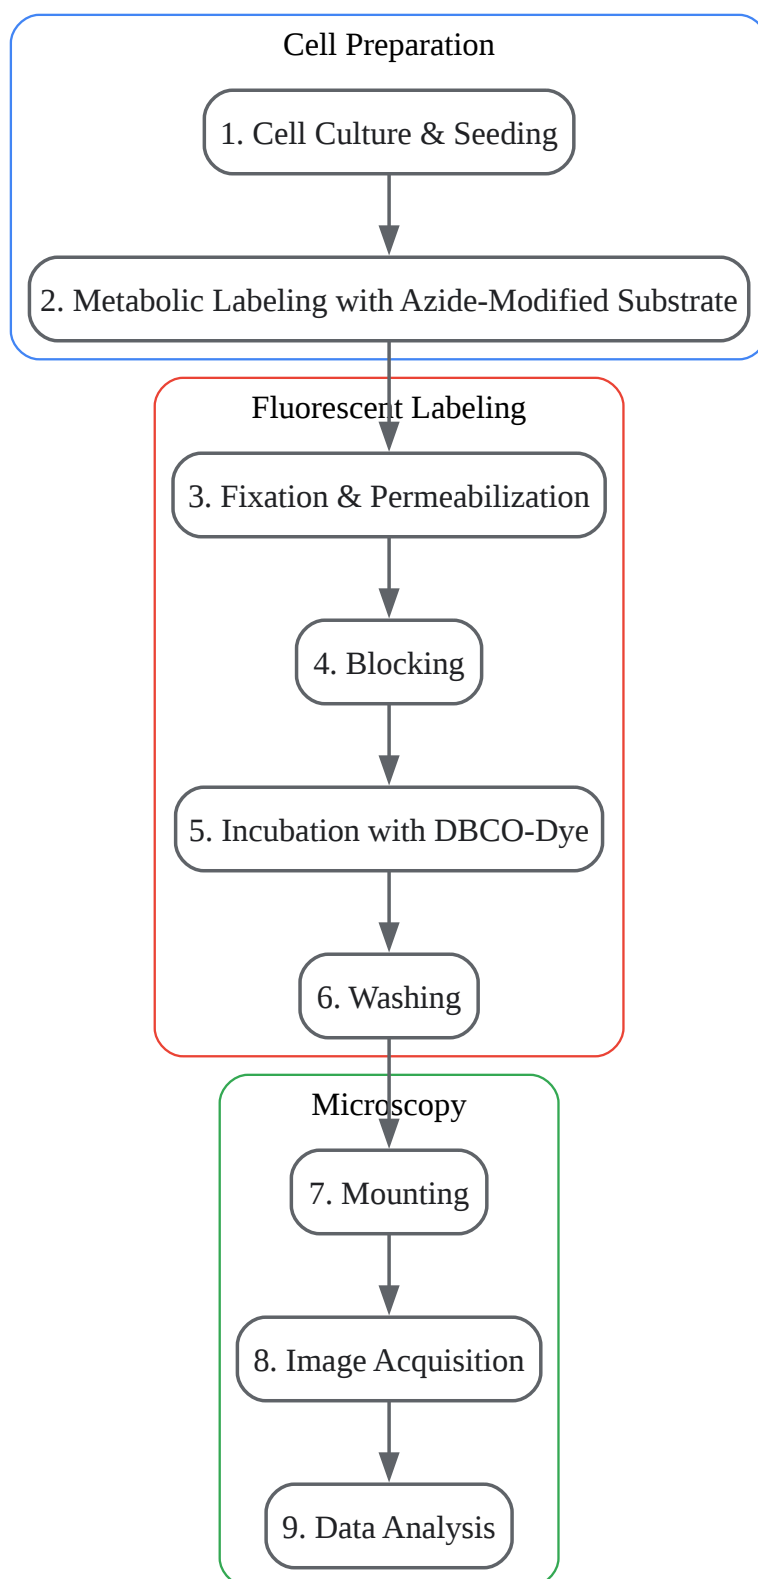 Cell Preparation
1. Cell Culture & Seeding
2. Metabolic Labeling with Azide-Modified Substrate
Fluorescent Labeling
3. Fixation & Permeabilization
4. Blocking
5. Incubation with DBCO-Dye
6. Washing
Microscopy
7. Mounting
8. Image Acquisition
9. Data Analysis